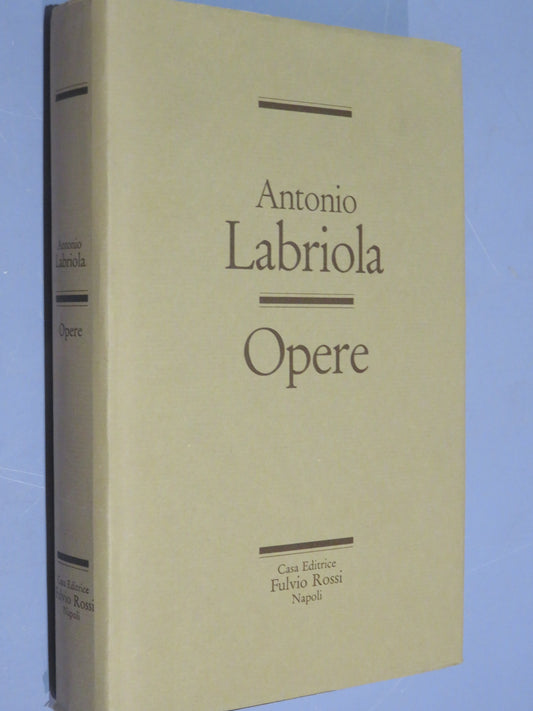 Antonio
Labriola
Opere
Casa Editrice
Fulvio Rossi
Napoli
Antonio
Labriola
Opere
Casa Editrice
Fulvio Rossi
Napoli